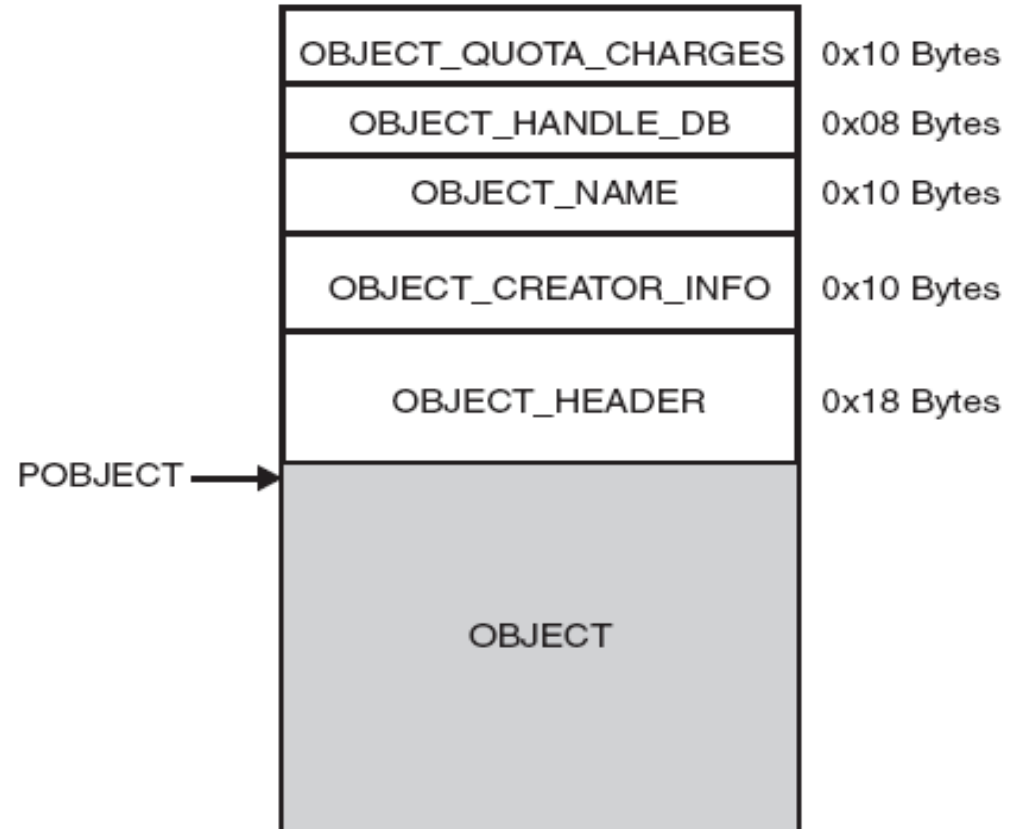 OBJECT_QUOTA_CHARGES 0x10 Bytes
OBJECT_HANDLE_DB 0x08 Bytes
OBJECT_NAME 0x10 Bytes
OBJECT_CREATOR_INFO 0x10 Bytes
OBJECT_HEADER 0x18 Bytes
POBJECT
OBJECT